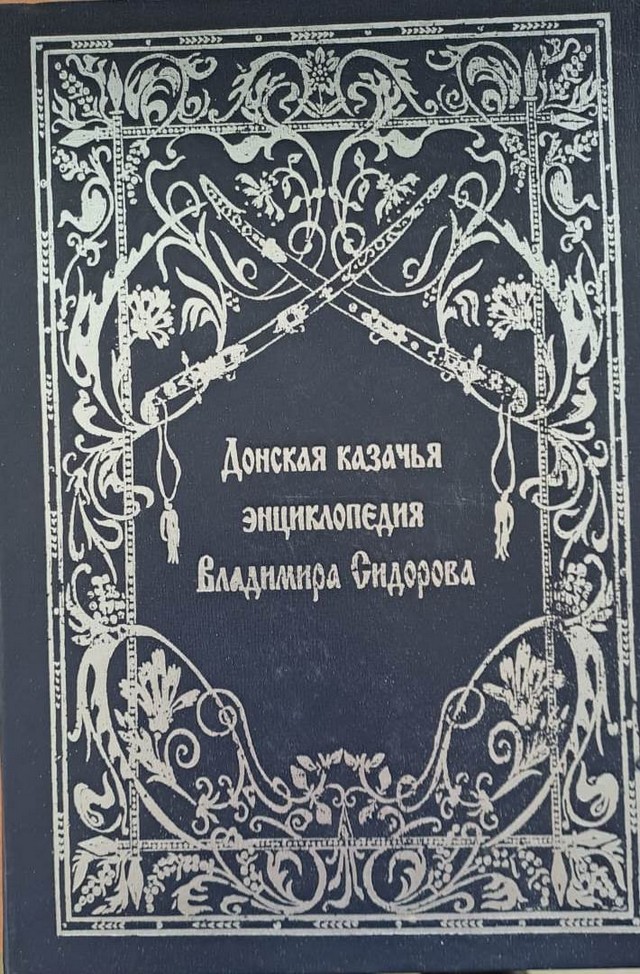 Донская казачья
энциклопедия
Владимира Сидорова